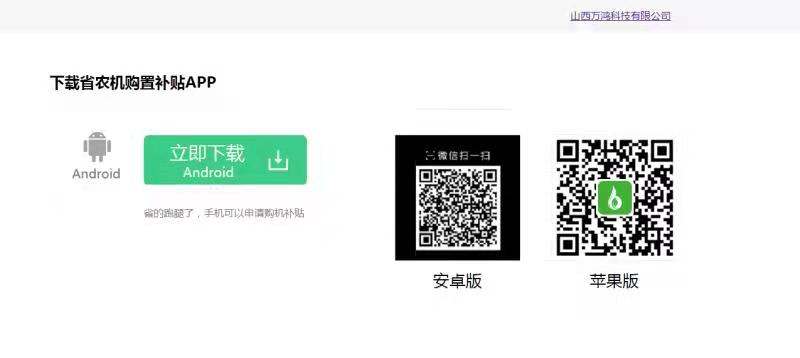 山西万鸿科技有限公司
下载省农机购置补贴APP
Android
立即下载
Android
省的跑腿了，手机可以申请购机补贴
微信扫一扫
安卓版
苹果版